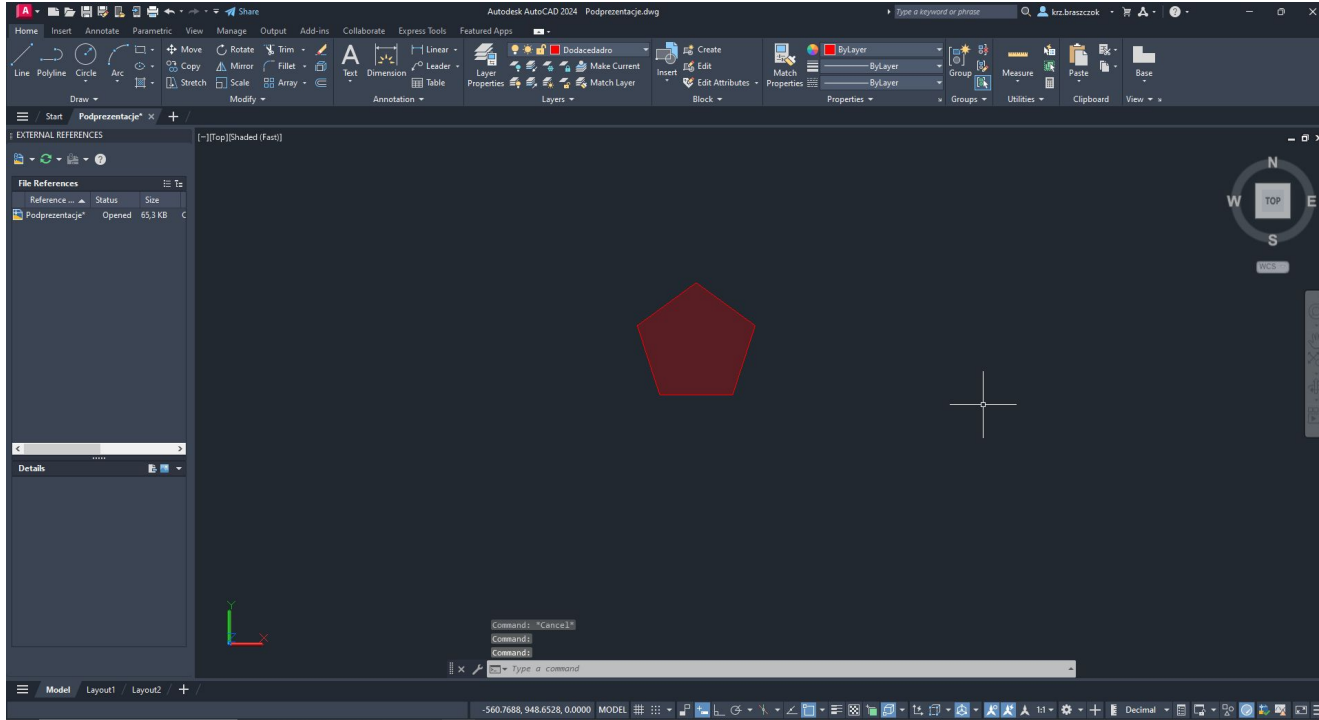 A Share Autodesk AutoCAD 2024 Podprezentacje.dwg Type a keyword or phrase krz.braszczok
Home Insert Annotate Parametric View Manage Output Add-ins Collaborate Express Tools Featured Apps
Move Rotate Trim Linear Dodacedadro Create ByLayer
Copy Mirror Fillet Leader Make Current Edit ByLayer
Line Polyline Circle Arc Text Dimension Layer Insert Match Group Measure Paste Base
Stretch Scale Array Table Properties Match Layer Edit Attributes Properties ByLayer
Draw Modify Annotation Layers Block Properties Groups Utilities Clipboard View
Start Podprezentacje*
EXTERNAL REFERENCES
[−][Top][Shaded (Fast)]
N
File References
W TOP E
Reference ... Status Size
Podprezentacje* Opened 65,3 KB C
S
WCS
Details
Y
X
Command: *Cancel*
Command:
Command:
Type a command
Model Layout1 Layout2
-560.7688, 948.6528, 0.0000 MODEL 1:1 Decimal